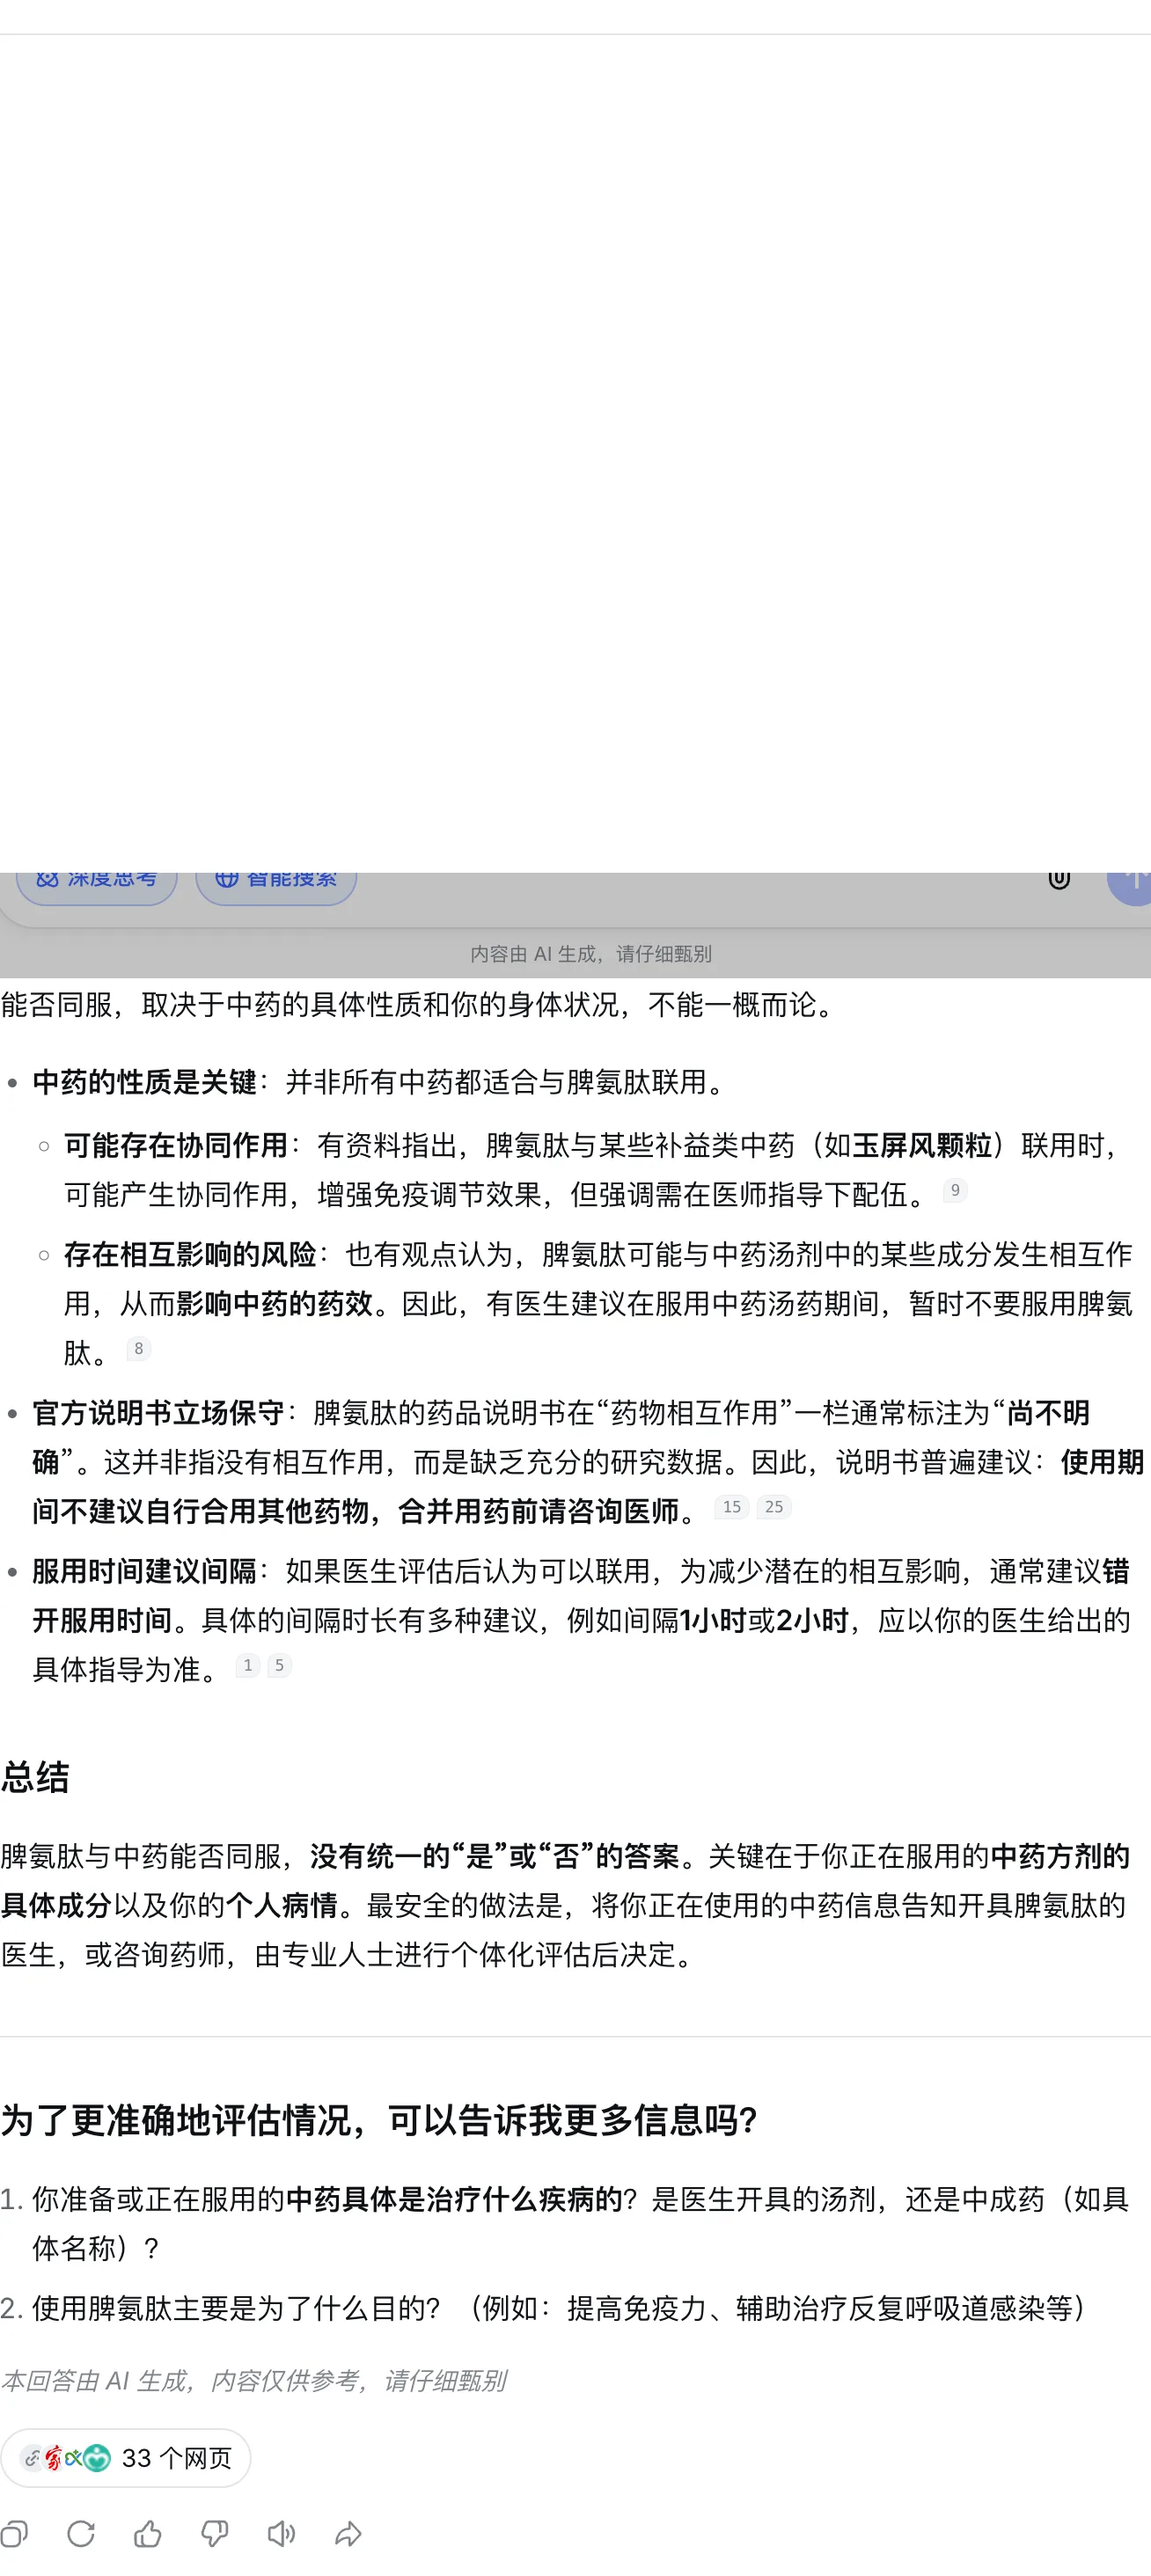 深度思考 智能搜索
内容由 AI 生成，请仔细甄别
能否同服，取决于中药的具体性质和你的身体状况，不能一概而论。
• 中药的性质是关键：并非所有中药都适合与脾氨肽联用。
○ 可能存在协同作用：有资料指出，脾氨肽与某些补益类中药（如玉屏风颗粒）联用时，
可能产生协同作用，增强免疫调节效果，但强调需在医师指导下配伍。 9
○ 存在相互影响的风险：也有观点认为，脾氨肽可能与中药汤剂中的某些成分发生相互作
用，从而影响中药的药效。因此，有医生建议在服用中药汤药期间，暂时不要服用脾氨
肽。 8
• 官方说明书立场保守：脾氨肽的药品说明书在“药物相互作用”一栏通常标注为“尚不明
确”。这并非指没有相互作用，而是缺乏充分的研究数据。因此，说明书普遍建议：使用期
间不建议自行合用其他药物，合并用药前请咨询医师。 15 25
• 服用时间建议间隔：如果医生评估后认为可以联用，为减少潜在的相互影响，通常建议错
开服用时间。具体的间隔时长有多种建议，例如间隔1小时或2小时，应以你的医生给出的
具体指导为准。 1 5
总结
脾氨肽与中药能否同服，没有统一的“是”或“否”的答案。关键在于你正在服用的中药方剂的
具体成分以及你的个人病情。最安全的做法是，将你正在使用的中药信息告知开具脾氨肽的
医生，或咨询药师，由专业人士进行个体化评估后决定。
为了更准确地评估情况，可以告诉我更多信息吗？
1. 你准备或正在服用的中药具体是治疗什么疾病的？是医生开具的汤剂，还是中成药（如具
体名称）？
2. 使用脾氨肽主要是为了什么目的？（例如：提高免疫力、辅助治疗反复呼吸道感染等）
本回答由 AI 生成，内容仅供参考，请仔细甄别
33 个网页